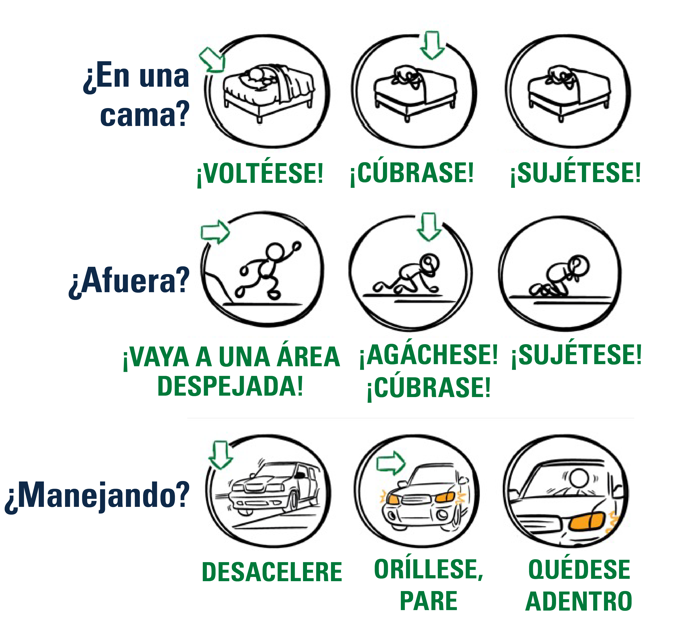 ¿En una
cama?
¡VOLTÉESE!
¡CÚBRASE!
¡SUJÉTESE!
¿Afuera?
¡VAYA A UNA ÁREA
DESPEJADA!
¡AGÁCHESE!
¡CÚBRASE!
¡SUJÉTESE!
¿Manejando?
DESACELERE
ORÍLLESE,
PARE
QUÉDESE
ADENTRO